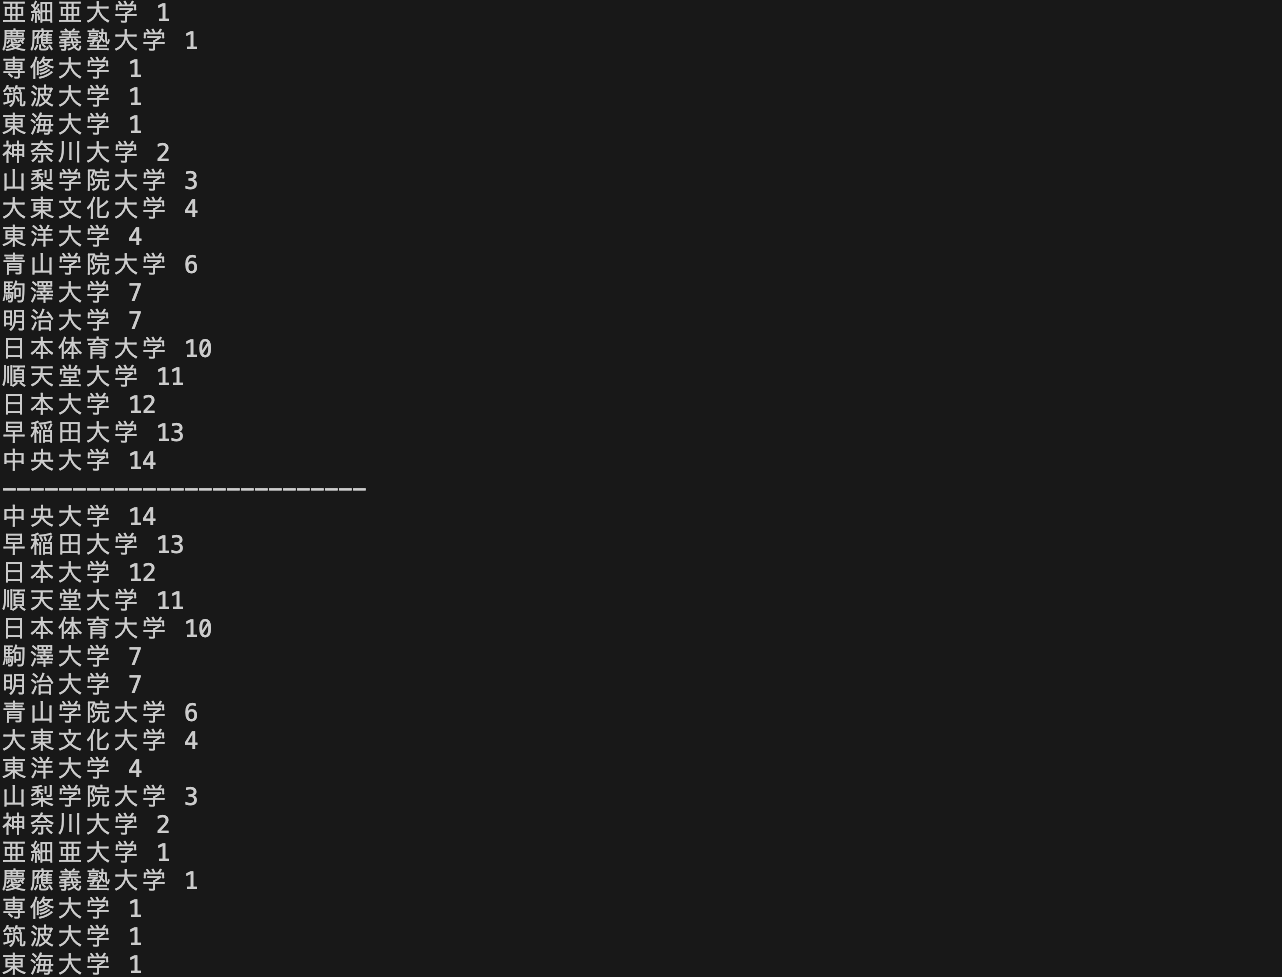 亜細亜大学 1
慶應義塾大学 1
専修大学 1
筑波大学 1
東海大学 1
神奈川大学 2
山梨学院大学 3
大東文化大学 4
東洋大学 4
青山学院大学 6
駒澤大学 7
明治大学 7
日本体育大学 10
順天堂大学 11
日本大学 12
早稲田大学 13
中央大学 14
--------------------------
中央大学 14
早稲田大学 13
日本大学 12
順天堂大学 11
日本体育大学 10
駒澤大学 7
明治大学 7
青山学院大学 6
大東文化大学 4
東洋大学 4
山梨学院大学 3
神奈川大学 2
亜細亜大学 1
慶應義塾大学 1
専修大学 1
筑波大学 1
東海大学 1